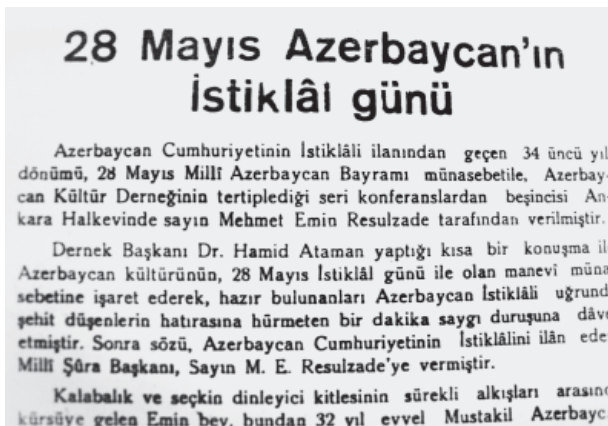 28 Mayıs Azerbaycan'ın
İstiklâl günü
Azerbaycan Cumhuriyetinin İstiklâli ilanından geçen 34 üncü yıl
dönümü, 28 Mayıs Millî Azerbaycan Bayramı münasebetile, Azerbay-
can Kültür Derneğinin tertiplediği seri konferanslardan beşincisi An-
kara Halkevinde sayın Mehmet Emin Resulzade tarafından verilmiştir.
Dernek Başkanı Dr. Hamid Ataman yaptığı kısa bir konuşma il
Azerbaycan kültürünün, 28 Mayıs İstiklâl günü ile olan manevî müna
sebetine işaret ederek, hazır bulunanları Azerbaycan İstiklâli uğrund
şehit düşenlerin hatırasına hürmeten bir dakika saygı duruşuna dâve
etmiştir. Sonra sözü, Azerbaycan Cumhuriyetinin İstiklâlini ilân ede
Millî Şûra Başkanı, Sayın M. E. Resulzade'ye vermiştir.
Kalabalık ve seçkin dinleyici kitlesinin sürekli alkışları arasınd
kürsüye gelen Emin bey, bundan 32 yıl evvel Mustakil Azerbayc